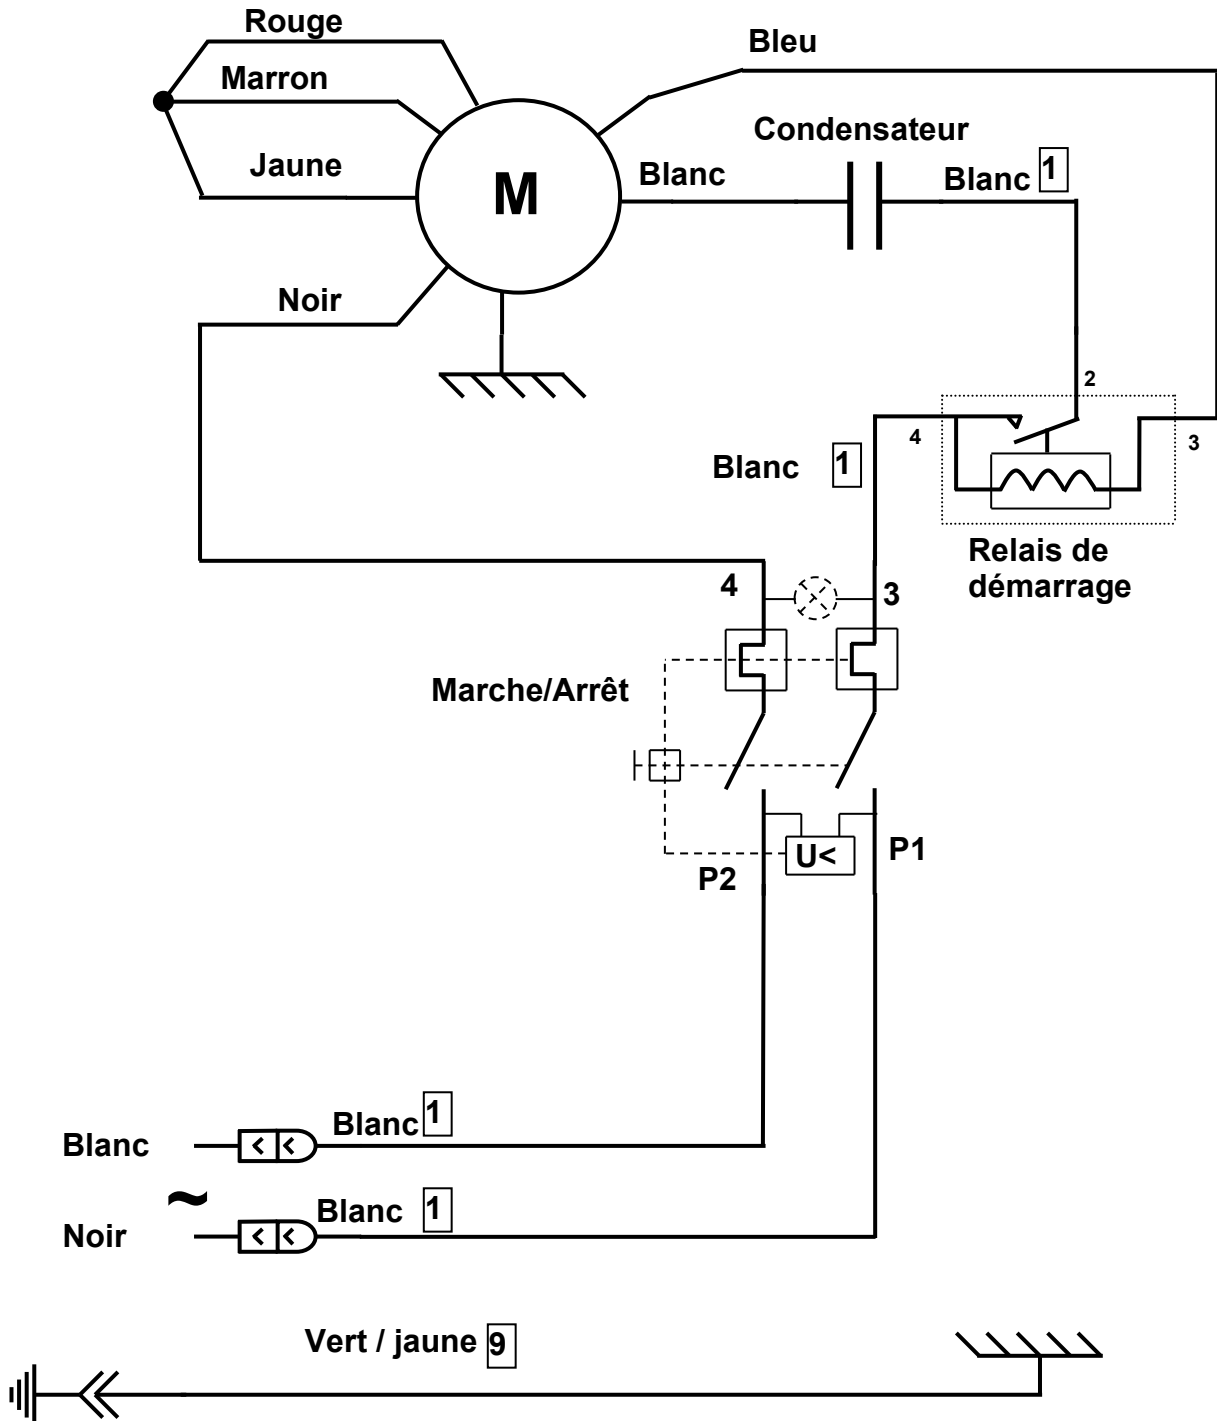 Rouge
Bleu
Marron
Condensateur
Jaune
M
Blanc
Blanc 1
Noir
2
4
3
Blanc 1
Relais de
démarrage
4
3
Marche/Arrêt
U<
P1
P2
Blanc 1
Blanc
~
Blanc 1
Noir
Vert / jaune 9